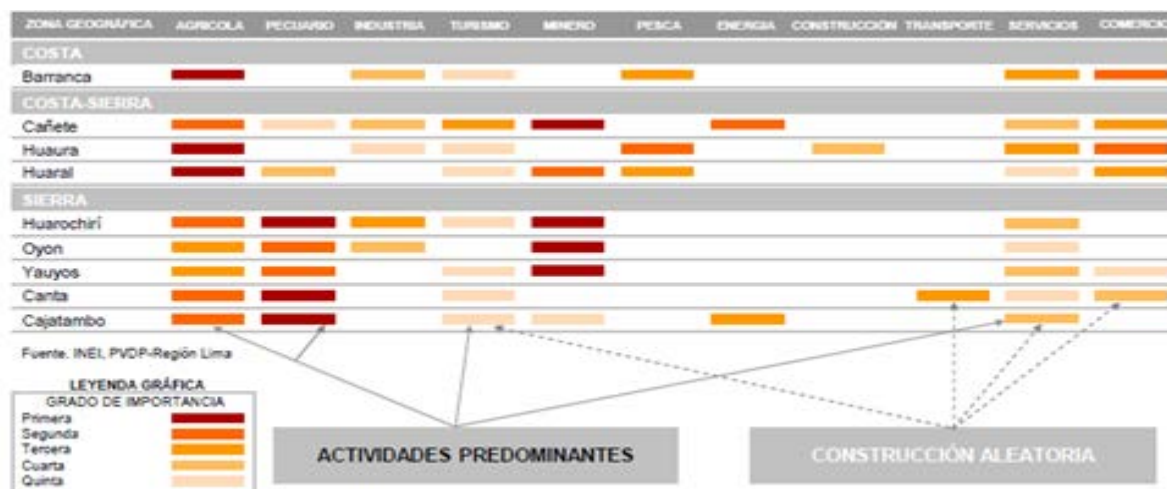 ZONA GEOGRÁFICA AGRICOLA PECUARIO INDUSTRIA TURISMO MINERO PESCA ENERGIA CONSTRUCCIÓN TRANSPORTE SERVICIOS COMERCIO
COSTA
Barranca
COSTA-SIERRA
Cañete
Huaura
Huaral
SIERRA
Huarochirí
Oyon
Yauyos
Canta
Cajatambo
Fuente. INEI, PVDP-Región Lima
LEYENDA GRÁFICA
GRADO DE IMPORTANCIA
Primera
Segunda
Tercera
Cuarta
Quinta
ACTIVIDADES PREDOMINANTES
CONSTRUCCIÓN ALEATORIA